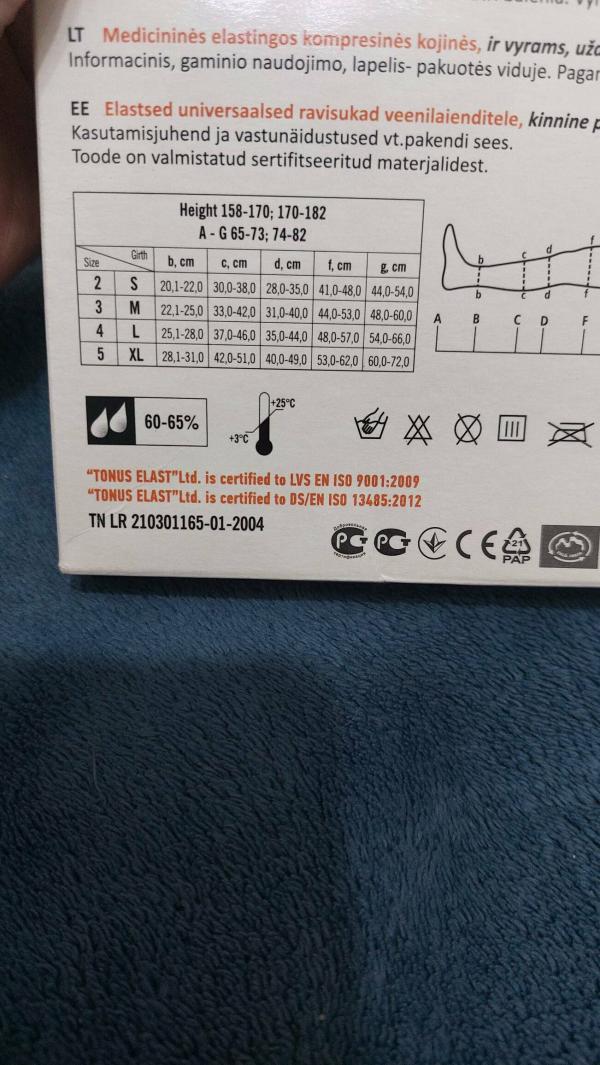 LT Medicininės elastingos kompresinės kojinės, ir vyrams,
Informacinis, gaminio naudojimo, lapelis- pakuotės viduje.
EE Elastsed universaalsed ravisukad veenilaienditele, kinnine
Kasutamisjuhend ja vastunäidustused vt.pakendi sees.
Toode on valmistatud sertifitseeritud materjalidest.
Height 158-170; 170-182
A - G 65-73; 74-82
Size Girth b, cm c, cm d, cm f, cm g, cm
2 S 20,1-22,0 30,0-38,0 28,0-35,0 41,0-48,0 44,0-54,0
3 M 22,1-25,0 33,0-42,0 31,0-40,0 44,0-53,0 48,0-60,0
4 L 25,1-28,0 37,0-46,0 35,0-44,0 48,0-57,0 54,0-66,0
5 XL 28,1-31,0 42,0-51,0 40,0-49,0 53,0-62,0 60,0-72,0
b c d f
b c d f
A B C D F
60-65%
+25°C
+3°C
"TONUS ELAST"Ltd. is certified to LVS EN ISO 9001:2009
"TONUS ELAST"Ltd. is certified to DS/EN ISO 13485:2012
TN LR 210301165-01-2004
Добровольная
сертификация
CE
21
PAP